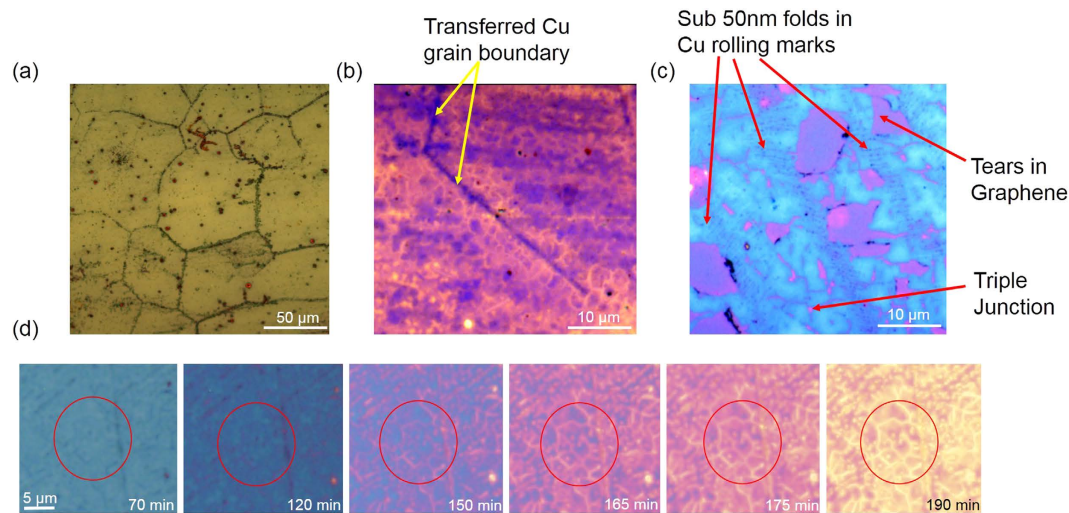 Transferred Cu
grain boundary
Sub 50nm folds in
Cu rolling marks
(a)
(b)
(c)
50 µm
10 µm
10 µm
Tears in
Graphene
Triple
Junction
(d)
5 µm
70 min
120 min
150 min
165 min
175 min
190 min